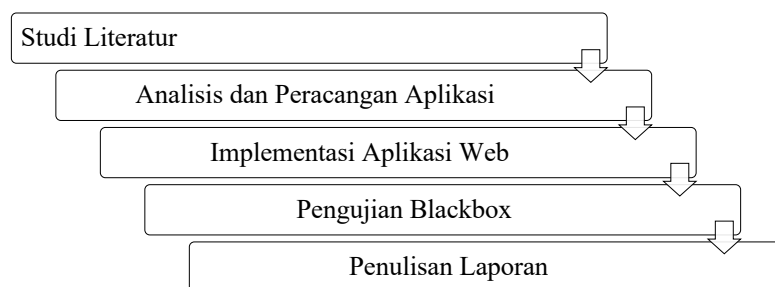 Studi Literatur
Analisis dan Peracangan Aplikasi
Implementasi Aplikasi Web
Pengujian Blackbox
Penulisan Laporan